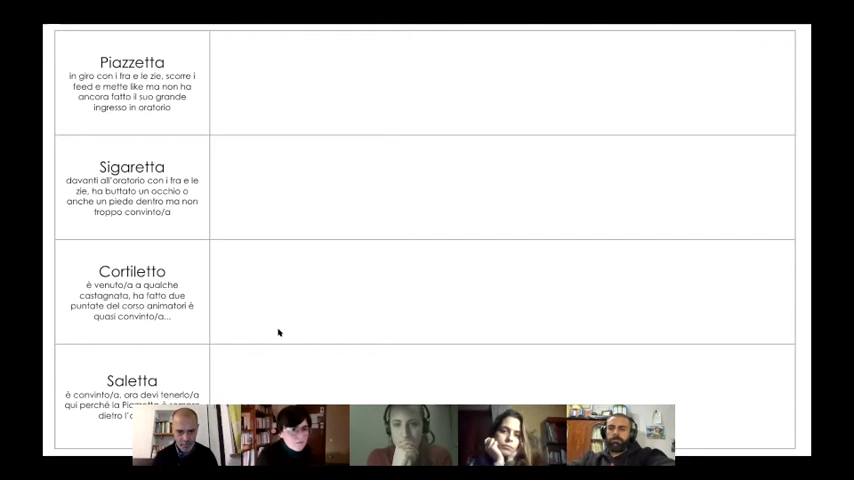 Piazzetta
in giro con i fra e le zie, scorre i
feed e mette like ma non ha
ancora fatto il suo grande
ingresso in oratorio
Sigaretta
davanti all'oratorio con i fra e le
zie, ha buttato un occhio o
anche un piede dentro ma non
troppo convinto/a
Cortiletto
è venuto/a a qualche
castagnata, ha fatto due
puntate del corso animatori è
quasi convinto/a...
Saletta
è convinto/a, ora devi tenerlo/a
qui perché la
dietro